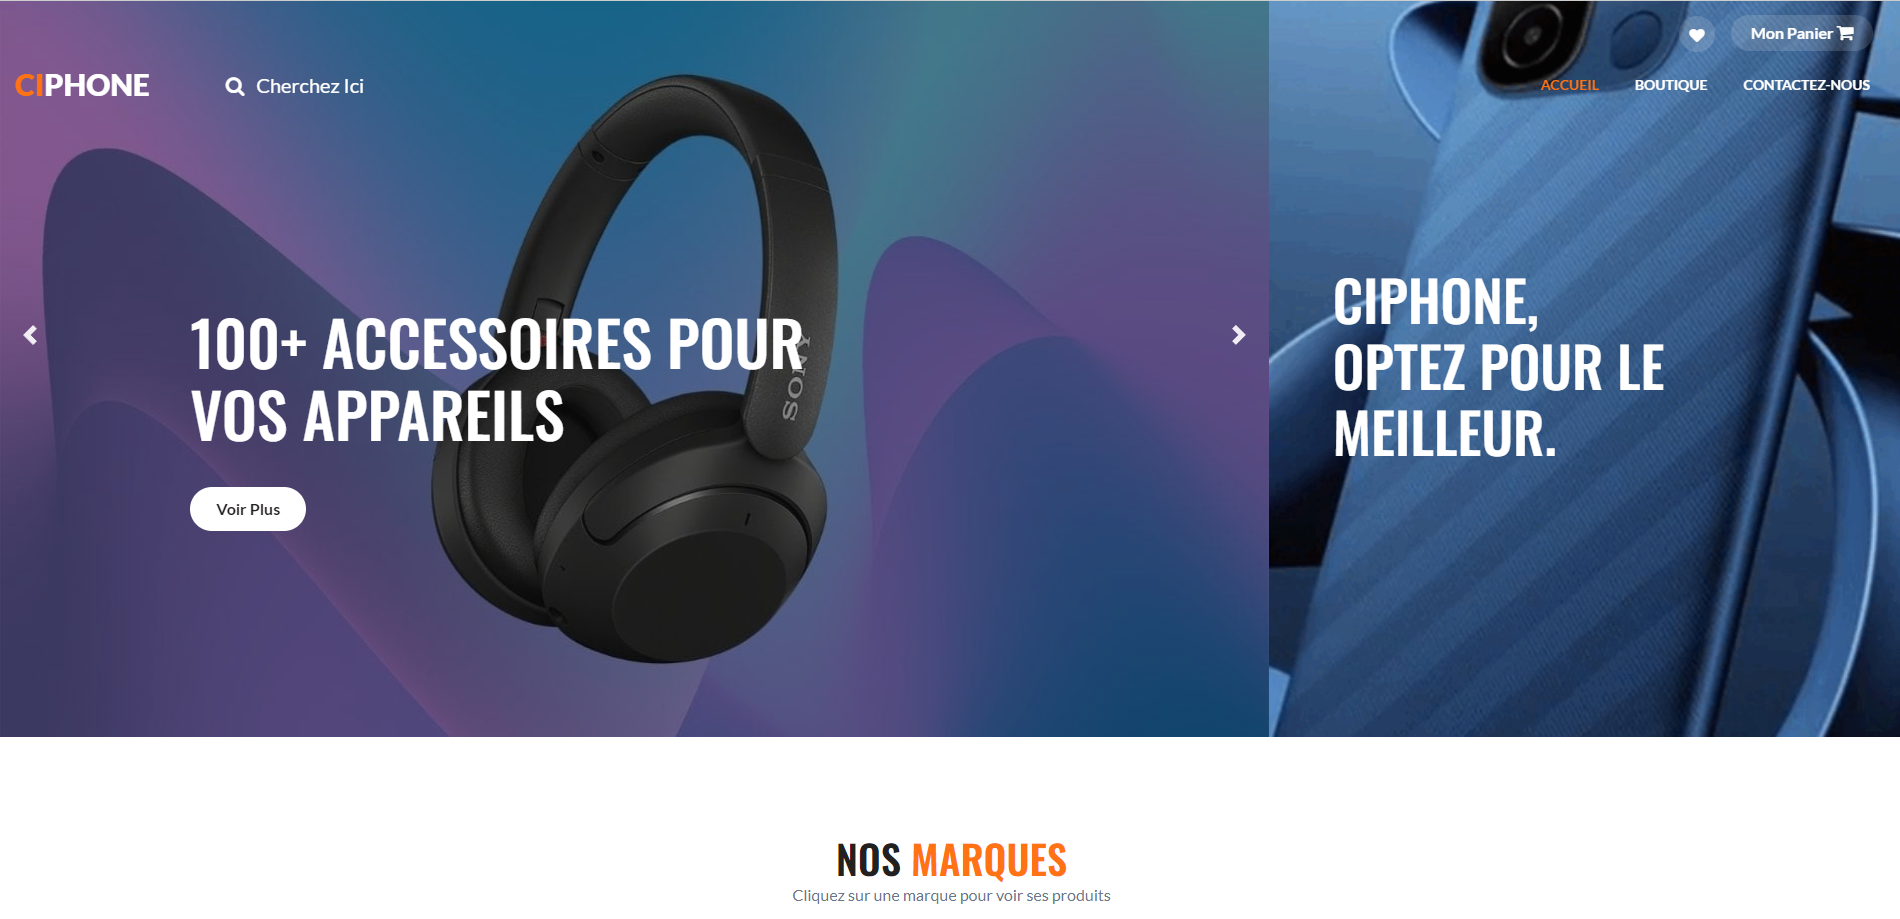 Mon Panier
CIPHONE
Cherchez Ici
ACCUEIL
BOUTIQUE
CONTACTEZ-NOUS
100+ ACCESSOIRES POUR
VOS APPAREILS
SONY
Voir Plus
CIPHONE,
OPTEZ POUR LE
MEILLEUR.
NOS MARQUES
Cliquez sur une marque pour voir ses produits